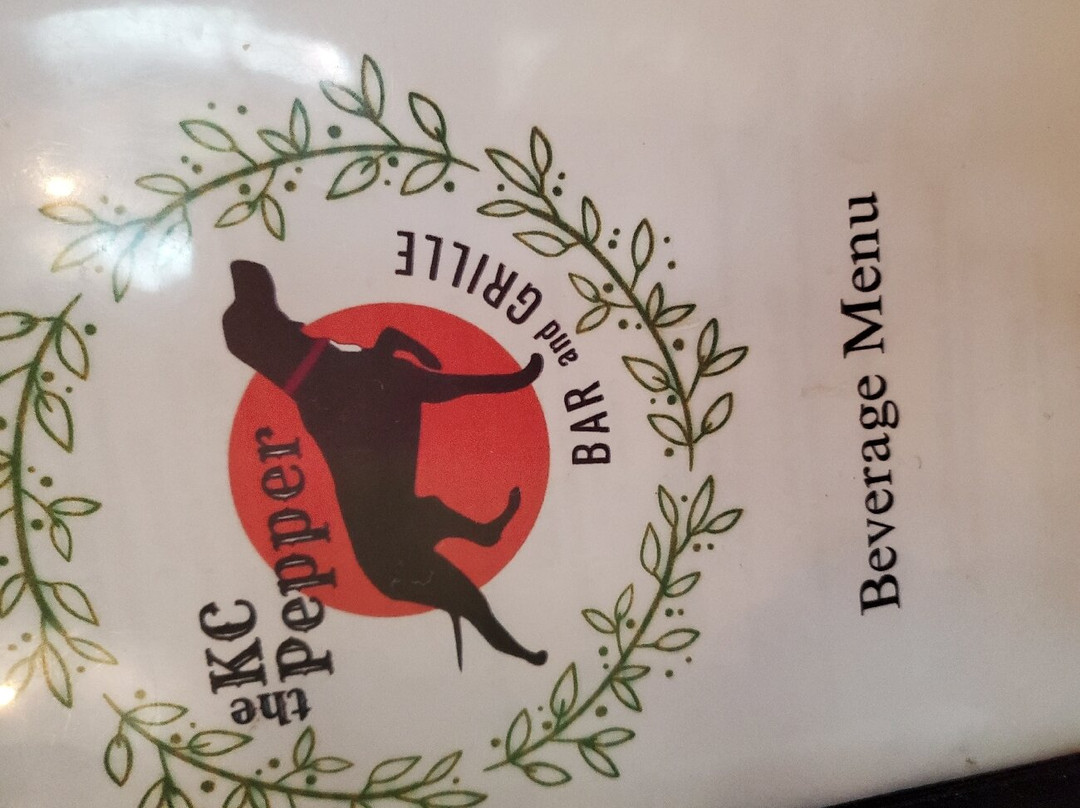 the KC
Pepper
BAR and GRILLE
Beverage Menu